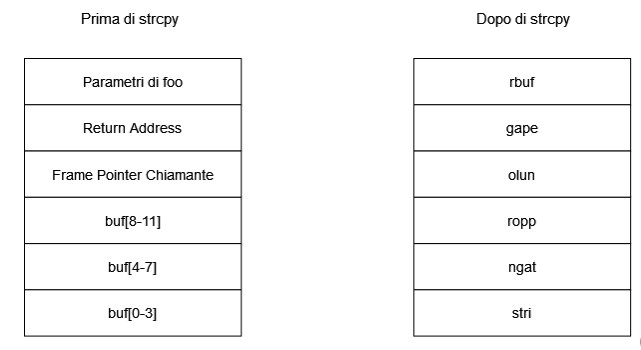 Prima di strcpy
Dopo di strcpy
Parametri di foo
rbuf
Return Address
gape
Frame Pointer Chiamante
olun
buf[8-11]
ropp
buf[4-7]
ngat
buf[0-3]
stri